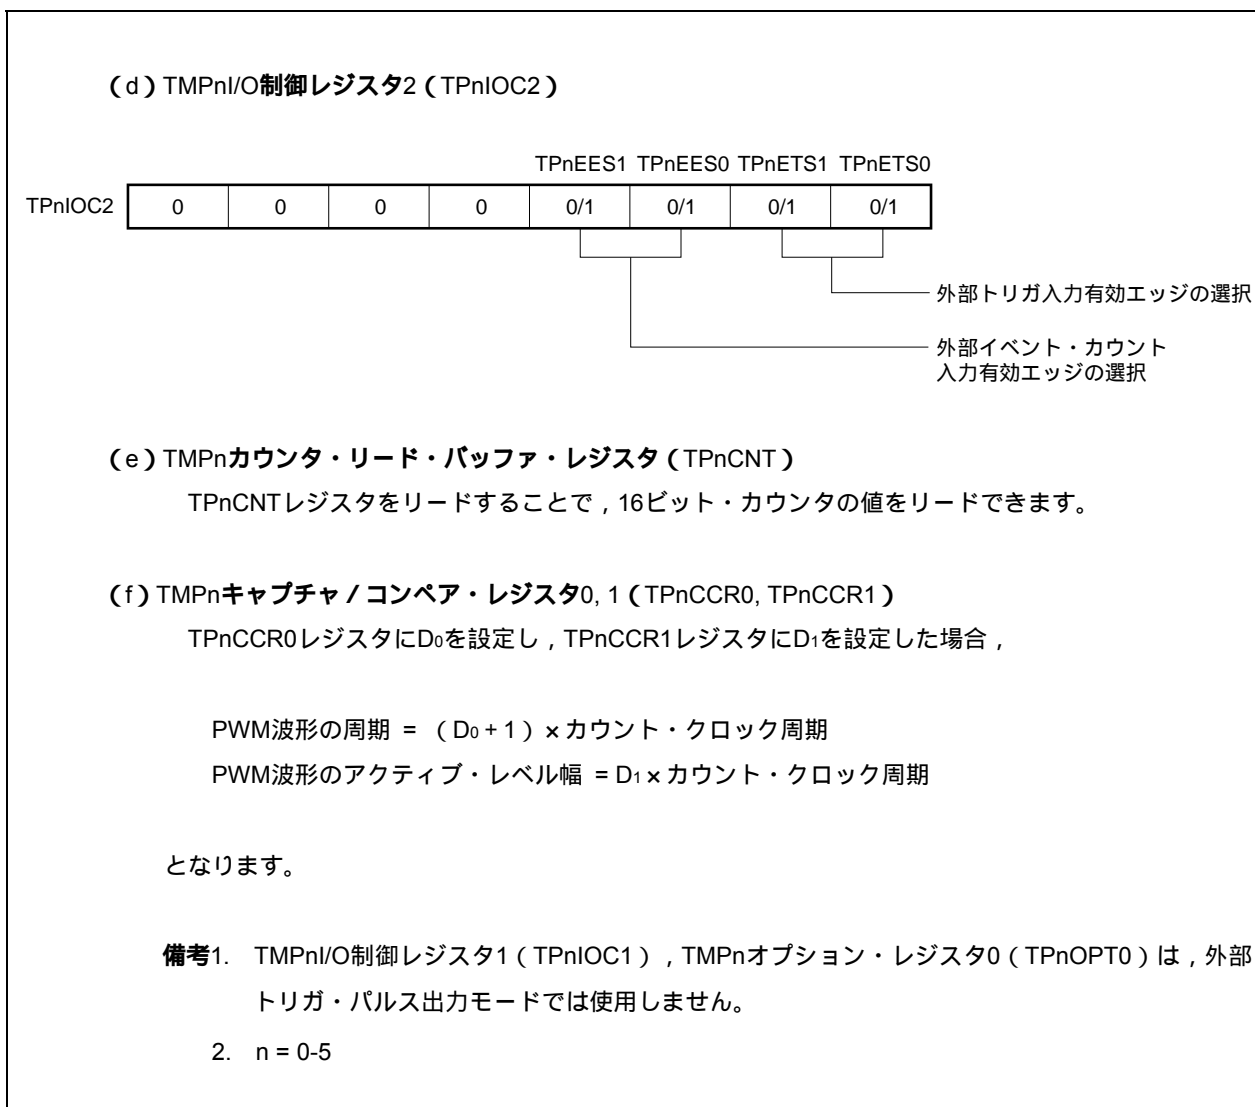 (d) TMPnI/O制御レジスタ2 (TPnIOC2)
TPnEES1 TPnEES0 TPnETS1 TPnETS0
TPnIOC2 0 0 0 0 0/1 0/1 0/1 0/1
外部トリガ入力有効エッジの選択
外部イベント・カウント
入力有効エッジの選択
(e) TMPnカウンタ・リード・バッファ・レジスタ (TPnCNT)
TPnCNTレジスタをリードすることで，16ビット・カウンタの値をリードできます。
(f) TMPnキャプチャ／コンペア・レジスタ0, 1 (TPnCCR0, TPnCCR1)
TPnCCR0レジスタにD₀を設定し，TPnCCR1レジスタにD₁を設定した場合，
PWM波形の周期 = (D₀ + 1) × カウント・クロック周期
PWM波形のアクティブ・レベル幅 = D₁ × カウント・クロック周期
となります。
備考1. TMPnI/O制御レジスタ1 (TPnIOC1)，TMPnオプション・レジスタ0 (TPnOPT0) は，外部
トリガ・パルス出力モードでは使用しません。
2. n = 0-5